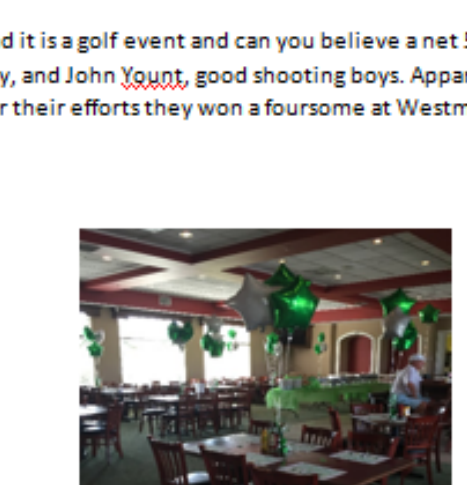 d it is a golf event and can you believe a net
y, and John Yount, good shooting boys. Appar
r their efforts they won a foursome at Westm